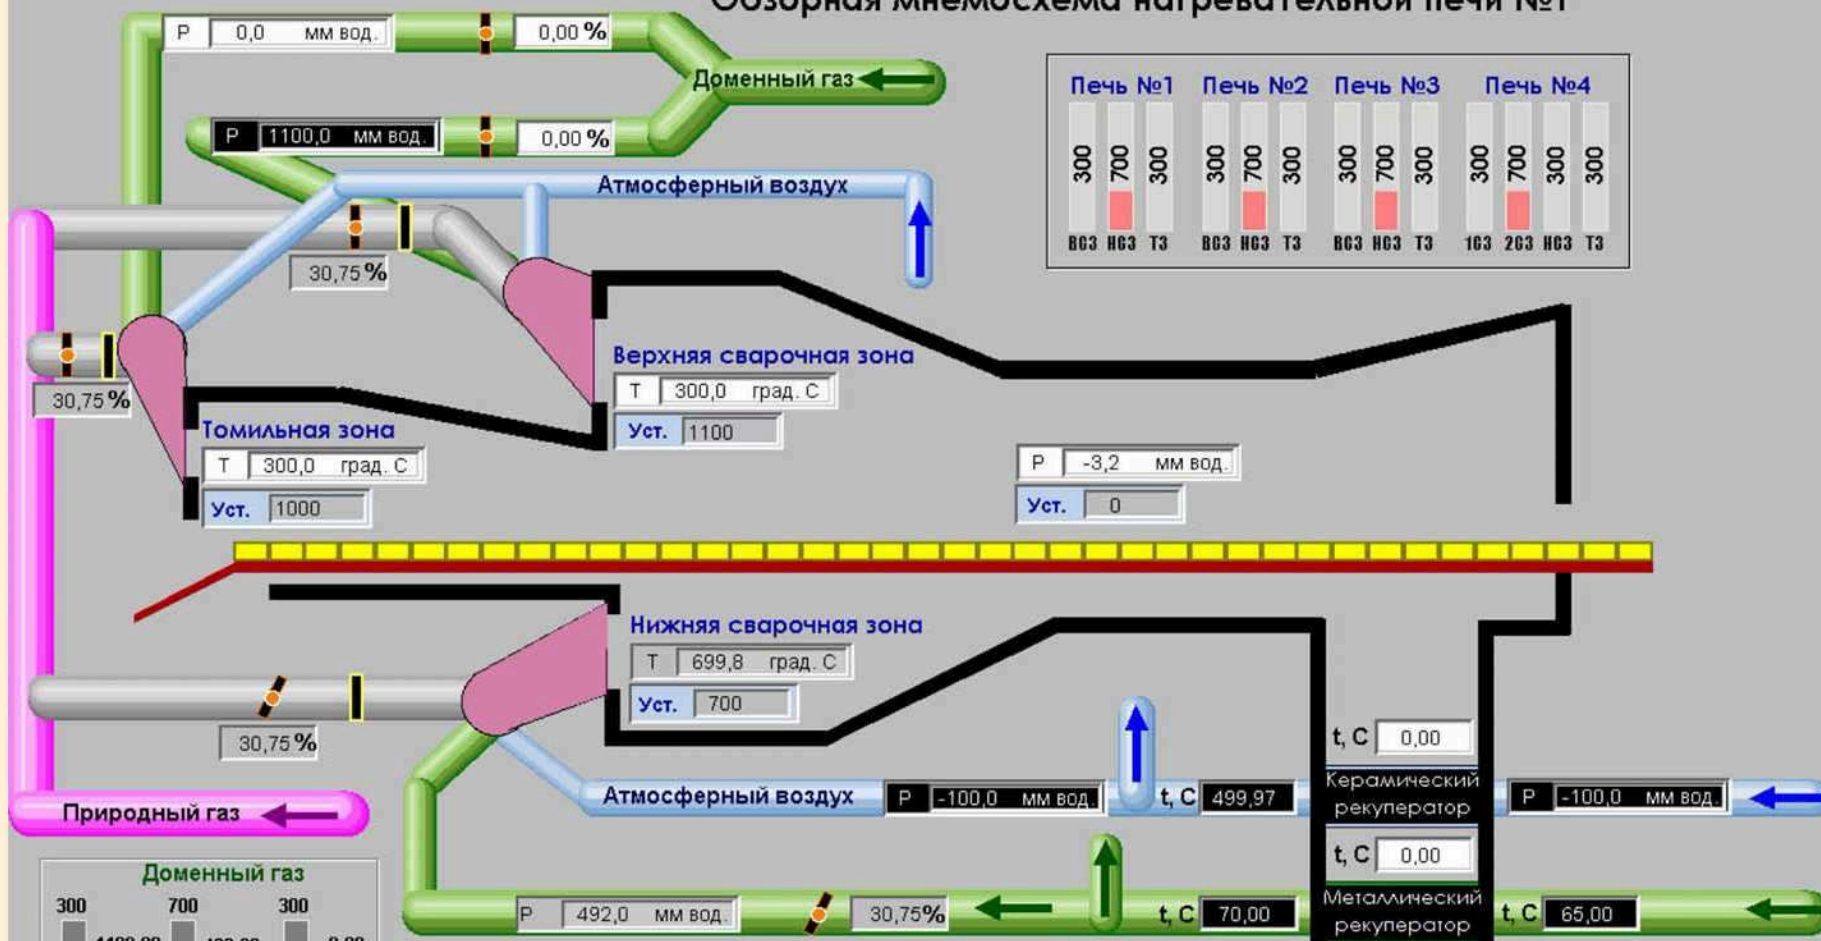 Обзорная мнемосхема нагревательной печи №1
P 0,0 мм вод. 0,00 %
Доменный газ
P 1100,0 мм вод. 0,00 %
Атмосферный воздух
30,75 %
30,75 %
Печь №1 Печь №2 Печь №3 Печь №4
300 700 300 300 700 300 300 700 300 300 700 300 300
ВСЗ НСЗ ТЗ ВСЗ НСЗ ТЗ ВСЗ НСЗ ТЗ 1СЗ 2СЗ НСЗ ТЗ
Верхняя сварочная зона
T 300,0 град. С
Уст. 1100
Томильная зона
T 300,0 град. С
Уст. 1000
P -3,2 мм вод.
Уст. 0
Нижняя сварочная зона
T 699,8 град. С
Уст. 700
30,75 %
t, C 0,00
Природный газ
Атмосферный воздух P -100,0 мм вод. t, C 499,97
Керамический
рекуператор
P -100,0 мм вод.
t, C 0,00
Доменный газ
300 700 300
P 492,0 мм вод. 30,75% t, C 70,00
Металлический
рекуператор
t, C 65,00